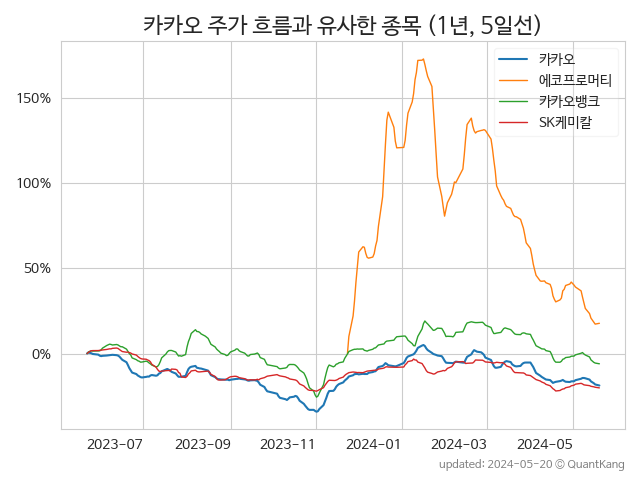 카카오 주가 흐름과 유사한 종목 (1년, 5일선)
카카오
에코프로머티
카카오뱅크
SK케미칼
150%
100%
50%
0%
2023-07 2023-09 2023-11 2024-01 2024-03 2024-05
updated: 2024-05-20 © QuantKang